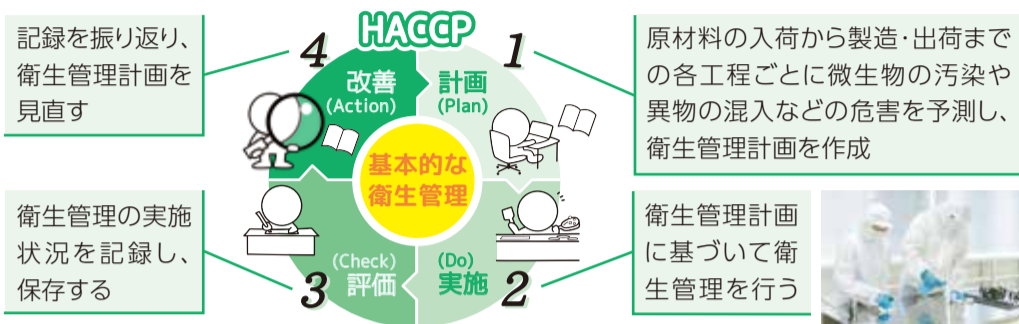 HACCP
1
計画
(Plan)
原材料の入荷から製造・出荷まで
の各工程ごとに微生物の汚染や
異物の混入などの危害を予測し、
衛生管理計画を作成
2
(Do)
実施
衛生管理計画
に基づいて衛
生管理を行う
3
(Check)
評価
衛生管理の実施
状況を記録し、
保存する
4
改善
(Action)
記録を振り返り、
衛生管理計画を
見直す
基本的な
衛生管理